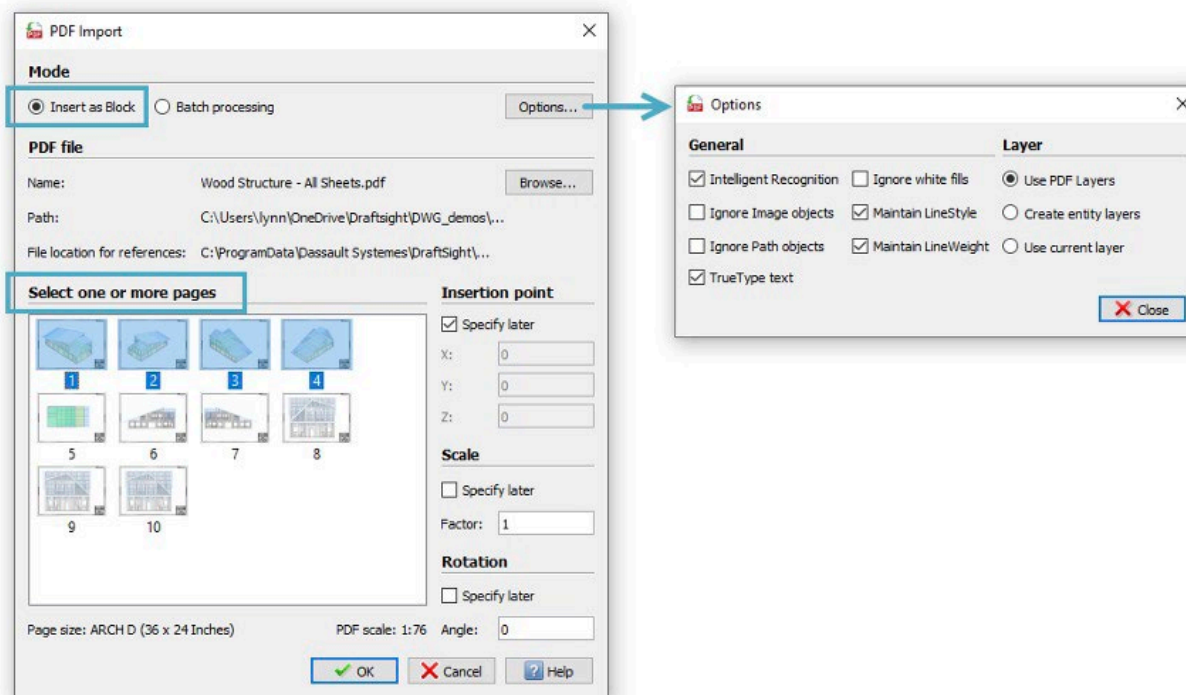 PDF Import
Mode
Insert as Block Batch processing Options...
PDF file
Name: Wood Structure - All Sheets.pdf Browse...
Path: C:\Users\lynn\OneDrive\Draftsight\DWG_demos\...
File location for references: C:\ProgramData\Dassault Systemes\DraftSight\...
Select one or more pages
1 2 3 4
5 6 7 8
9 10
Page size: ARCH D (36 x 24 Inches) PDF scale: 1:76
Insertion point
Specify later
X: 0
Y: 0
Z: 0
Scale
Specify later
Factor: 1
Rotation
Specify later
Angle: 0
OK Cancel Help
Options
General Layer
Intelligent Recognition Ignore white fills Use PDF Layers
Ignore Image objects Maintain LineStyle Create entity layers
Ignore Path objects Maintain LineWeight Use current layer
TrueType text
Close